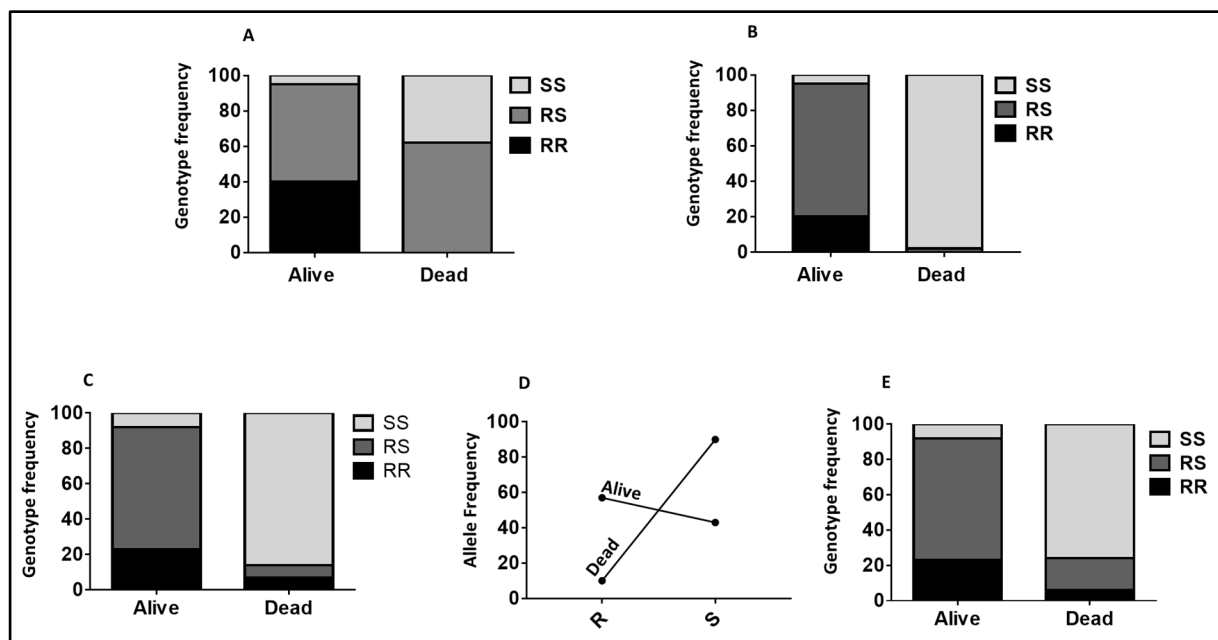 A
Genotype frequency
100
80
60
40
20
0
Alive
Dead
SS
RS
RR
B
Genotype frequency
100
80
60
40
20
0
Alive
Dead
SS
RS
RR
C
Genotype frequency
100
80
60
40
20
0
Alive
Dead
SS
RS
RR
D
Allele Frequency
100
80
60
40
20
0
Alive
Dead
R
S
E
Genotype frequency
100
80
60
40
20
0
Alive
Dead
SS
RS
RR